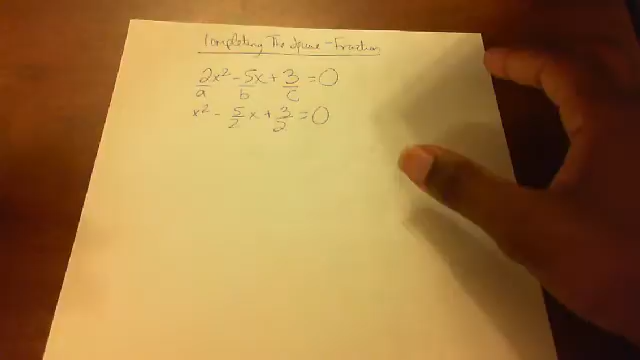 Completing The Square - Fraction
2x² - 5x + 3 = 0
a b c
x² - 5/2 x + 3/2 = 0